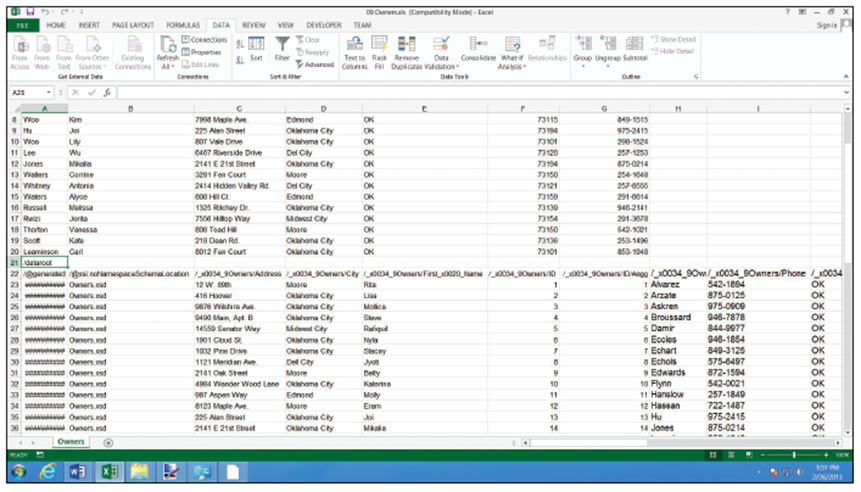 09 Owners.xls [Compatibility Mode] - Excel
FILE HOME INSERT PAGE LAYOUT FORMULAS DATA REVIEW VIEW DEVELOPER TEAM Sign in
From Access From Web From Text From Other Sources Existing Connections Refresh All Connections Properties Edit Links Sort Filter Clear Reapply Advanced Text to Columns Flash Fill Remove Duplicates Data Validation Consolidate What-If Analysis Relationships Group Ungroup Subtotal Show Detail Hide Detail
Get External Data Connections Sort & Filter Data Tools Outline
A21 fx
A B C D E F G H I
8 Woo Kim 7998 Maple Ave. Edmond OK 73115 849-1515
9 Hu Joi 225 Alan Street Oklahoma City OK 73194 975-2415
10 Woo Lily 807 Vale Drive Oklahoma City OK 73101 298-1524
11 Lee Wu 6467 Riverside Drive Del City OK 73120 257-1253
12 Jones Mikalia 2141 E 21st Street Oklahoma City OK 73194 875-0214
13 Walters Corrine 3281 Fen Court Moore OK 73150 254-1648
14 Whitney Antonia 2414 Hidden Valley Rd. Del City OK 73121 257-8555
15 Waters Alyce 808 Hill Ct. Edmond OK 73159 291-6614
16 Russell Melissa 1325 Ritchey Dr. Oklahoma City OK 73139 946-2141
17 Rwizi Jorita 7556 Hilltop Way Midwest City OK 73154 291-3678
18 Thorton Vanessa 808 Toad Hill Moore OK 73150 542-1021
19 Scott Kate 218 Dean Rd. Oklahoma City OK 73136 253-1496
20 Leaminson Carl 8012 Fen Court Oklahoma City OK 73101 853-1948
21 /dataroot
22 /@generated /@xsi:noNamespaceSchemaLocation /_x0034_9Owners/Address /_x0034_9Owners/City /_x0034_9Owners/First_x0020_Name /_x0034_9Owners/ID /_x0034_9Owners/ID/#agg /_x0034_9Ow /_x0034_9Owners/Phone /_x0034
23 ########### Owners.xsd 12 W. 89th Moore Rita 1 1 Alvarez 542-1894 OK
24 ########### Owners.xsd 416 Hoover Oklahoma City Lisa 2 2 Arzate 875-0125 OK
25 ########### Owners.xsd 9876 Wilshire Ave. Oklahoma City Mollica 3 3 Askren 975-0909 OK
26 ########### Owners.xsd 9490 Main, Apt. B Oklahoma City Steve 4 4 Broussard 946-7878 OK
27 ########### Owners.xsd 14559 Senator Way Midwest City Rafiquil 5 5 Damir 844-9977 OK
28 ########### Owners.xsd 1901 Cloud St. Oklahoma City Nyla 6 6 Eccles 946-1854 OK
29 ########### Owners.xsd 1032 Pine Drive Oklahoma City Stacey 7 7 Echart 849-3125 OK
30 ########### Owners.xsd 1121 Meridian Ave. Dell City Jyoti 8 8 Echols 575-6497 OK
31 ########### Owners.xsd 2141 Oak Street Moore Betty 9 9 Edwards 872-1594 OK
32 ########### Owners.xsd 4984 Wander Wood Lane Oklahoma City Katerina 10 10 Flynn 542-0021 OK
33 ########### Owners.xsd 987 Aspen Way Edmond Molly 11 11 Hanslow 257-1849 OK
34 ########### Owners.xsd 8123 Maple Ave. Moore Eram 12 12 Hassan 722-1487 OK
35 ########### Owners.xsd 225 Alan Street Oklahoma City Joi 13 13 Hu 975-2415 OK
36 ########### Owners.xsd 2141 E 21st Street Oklahoma City Mikalia 14 14 Jones 875-0214 OK
Owners
READY 100%
1:51 PM
2/26/2013